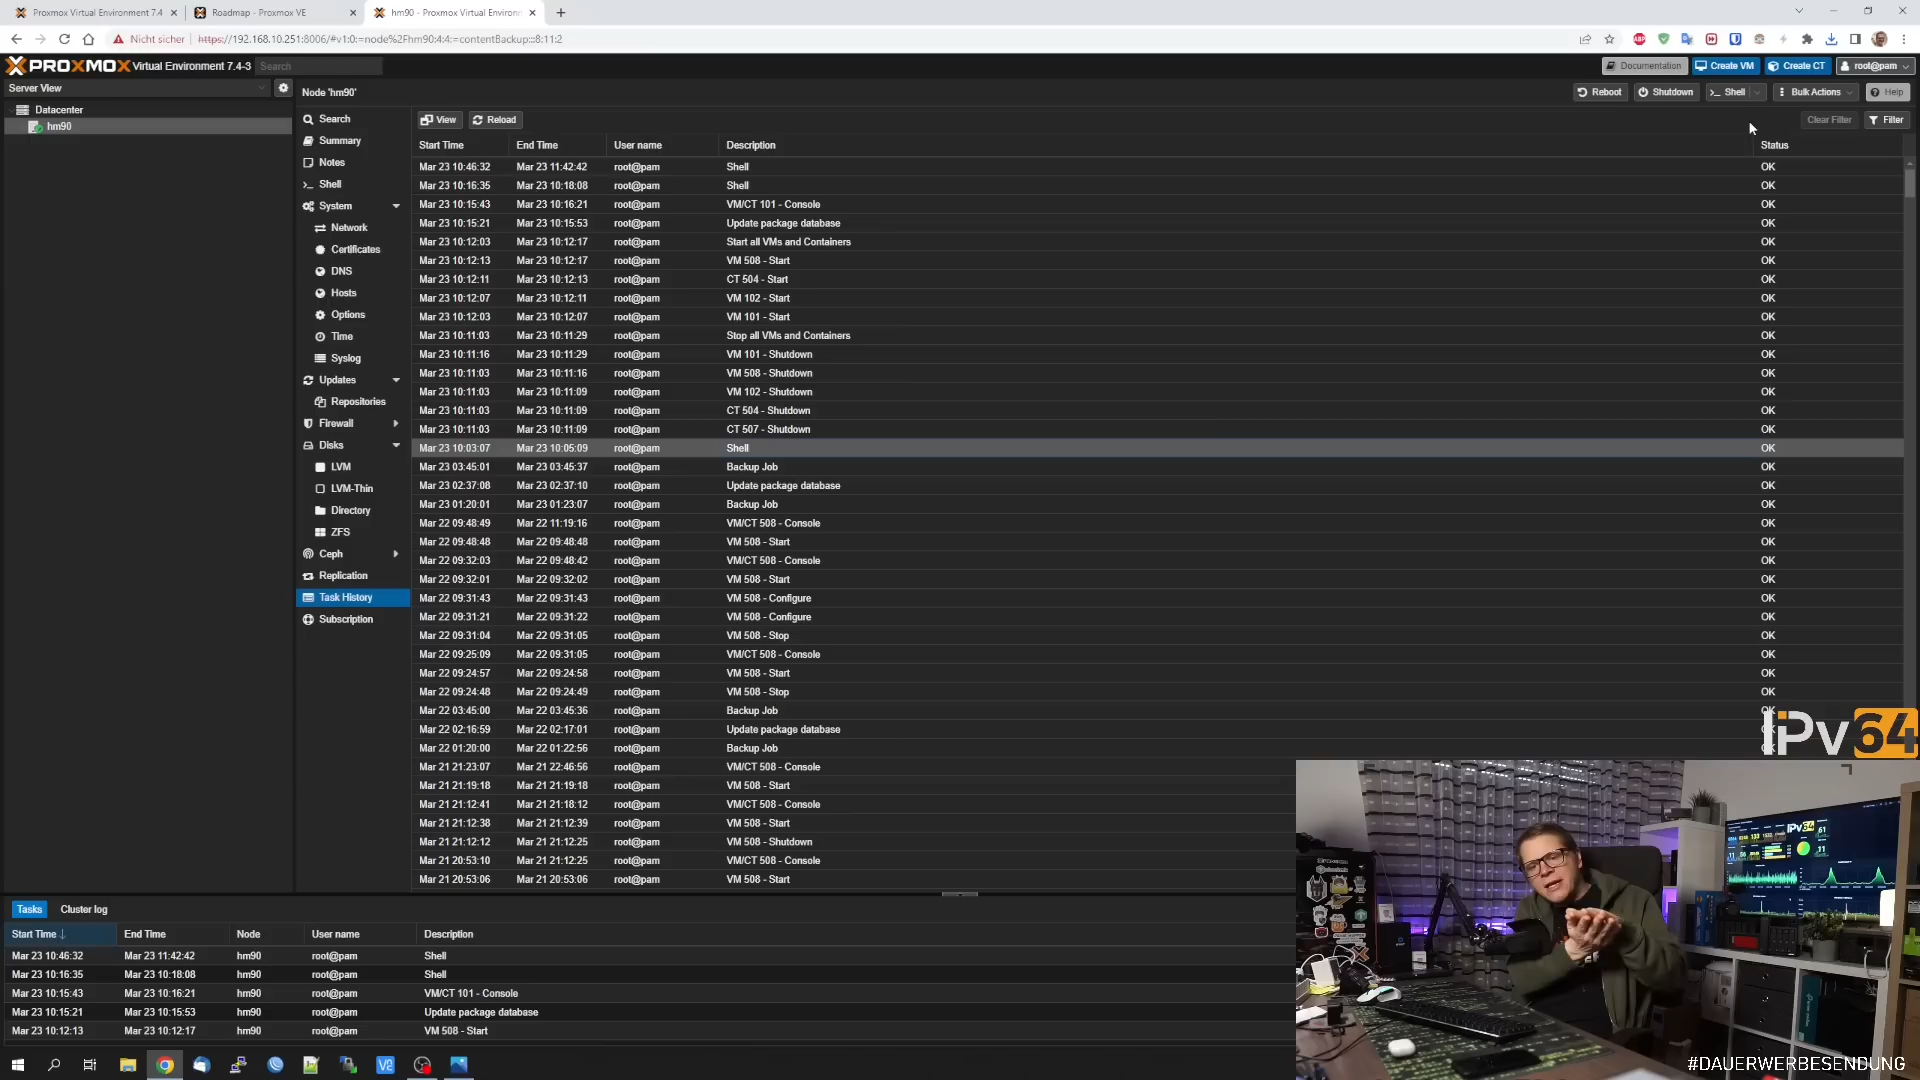 Proxmox Virtual Environment 7.4
Roadmap - Proxmox VE
hm90 - Proxmox Virtual Environm
Nicht sicher
https://192.168.10.251:8006/#v1:0:=node%2Fhm90:4:4:=contentBackup:::8:11:2
PROXMOX Virtual Environment 7.4-3
Search
Documentation
Create VM
Create CT
root@pam
Server View
Node 'hm90'
Reboot
Shutdown
Shell
Bulk Actions
Help
Datacenter
hm90
Search
Summary
Notes
Shell
System
Network
Certificates
DNS
Hosts
Options
Time
Syslog
Updates
Repositories
Firewall
Disks
LVM
LVM-Thin
Directory
ZFS
Ceph
Replication
Task History
Subscription
View
Reload
Clear Filter
Filter
Start Time End Time User name Description Status
Mar 23 10:46:32 Mar 23 11:42:42 root@pam Shell OK
Mar 23 10:16:35 Mar 23 10:18:08 root@pam Shell OK
Mar 23 10:15:43 Mar 23 10:16:21 root@pam VM/CT 101 - Console OK
Mar 23 10:15:21 Mar 23 10:15:53 root@pam Update package database OK
Mar 23 10:12:03 Mar 23 10:12:17 root@pam Start all VMs and Containers OK
Mar 23 10:12:13 Mar 23 10:12:17 root@pam VM 508 - Start OK
Mar 23 10:12:11 Mar 23 10:12:13 root@pam CT 504 - Start OK
Mar 23 10:12:07 Mar 23 10:12:11 root@pam VM 102 - Start OK
Mar 23 10:12:03 Mar 23 10:12:07 root@pam VM 101 - Start OK
Mar 23 10:11:03 Mar 23 10:11:29 root@pam Stop all VMs and Containers OK
Mar 23 10:11:16 Mar 23 10:11:29 root@pam VM 101 - Shutdown OK
Mar 23 10:11:03 Mar 23 10:11:16 root@pam VM 508 - Shutdown OK
Mar 23 10:11:03 Mar 23 10:11:09 root@pam VM 102 - Shutdown OK
Mar 23 10:11:03 Mar 23 10:11:09 root@pam CT 504 - Shutdown OK
Mar 23 10:11:03 Mar 23 10:11:09 root@pam CT 507 - Shutdown OK
Mar 23 10:03:07 Mar 23 10:05:09 root@pam Shell OK
Mar 23 03:45:01 Mar 23 03:45:37 root@pam Backup Job OK
Mar 23 02:37:08 Mar 23 02:37:10 root@pam Update package database OK
Mar 23 01:20:01 Mar 23 01:23:07 root@pam Backup Job OK
Mar 22 09:48:49 Mar 22 11:19:16 root@pam VM/CT 508 - Console OK
Mar 22 09:48:48 Mar 22 09:48:48 root@pam VM 508 - Start OK
Mar 22 09:32:03 Mar 22 09:48:42 root@pam VM/CT 508 - Console OK
Mar 22 09:32:01 Mar 22 09:32:02 root@pam VM 508 - Start OK
Mar 22 09:31:43 Mar 22 09:31:43 root@pam VM 508 - Configure OK
Mar 22 09:31:21 Mar 22 09:31:22 root@pam VM 508 - Configure OK
Mar 22 09:31:04 Mar 22 09:31:05 root@pam VM 508 - Stop OK
Mar 22 09:25:09 Mar 22 09:31:05 root@pam VM/CT 508 - Console OK
Mar 22 09:24:57 Mar 22 09:24:58 root@pam VM 508 - Start OK
Mar 22 09:24:48 Mar 22 09:24:49 root@pam VM 508 - Stop OK
Mar 22 03:45:00 Mar 22 03:45:36 root@pam Backup Job OK
Mar 22 02:16:59 Mar 22 02:17:01 root@pam Update package database
Mar 22 01:20:00 Mar 22 01:22:56 root@pam Backup Job
Mar 21 21:23:07 Mar 21 22:46:56 root@pam VM/CT 508 - Console
Mar 21 21:19:18 Mar 21 21:19:18 root@pam VM 508 - Start
Mar 21 21:12:41 Mar 21 21:18:12 root@pam VM/CT 508 - Console
Mar 21 21:12:38 Mar 21 21:12:39 root@pam VM 508 - Start
Mar 21 21:12:12 Mar 21 21:12:25 root@pam VM 508 - Shutdown
Mar 21 20:53:10 Mar 21 21:12:25 root@pam VM/CT 508 - Console
Mar 21 20:53:06 Mar 21 20:53:06 root@pam VM 508 - Start
IPv64
Tasks
Cluster log
Start Time End Time Node User name Description
Mar 23 10:46:32 Mar 23 11:42:42 hm90 root@pam Shell
Mar 23 10:16:35 Mar 23 10:18:08 hm90 root@pam Shell
Mar 23 10:15:43 Mar 23 10:16:21 hm90 root@pam VM/CT 101 - Console
Mar 23 10:15:21 Mar 23 10:15:53 hm90 root@pam Update package database
Mar 23 10:12:13 Mar 23 10:12:17 hm90 root@pam VM 508 - Start
IPv64
61
11
#DAUERWERBESENDUNG